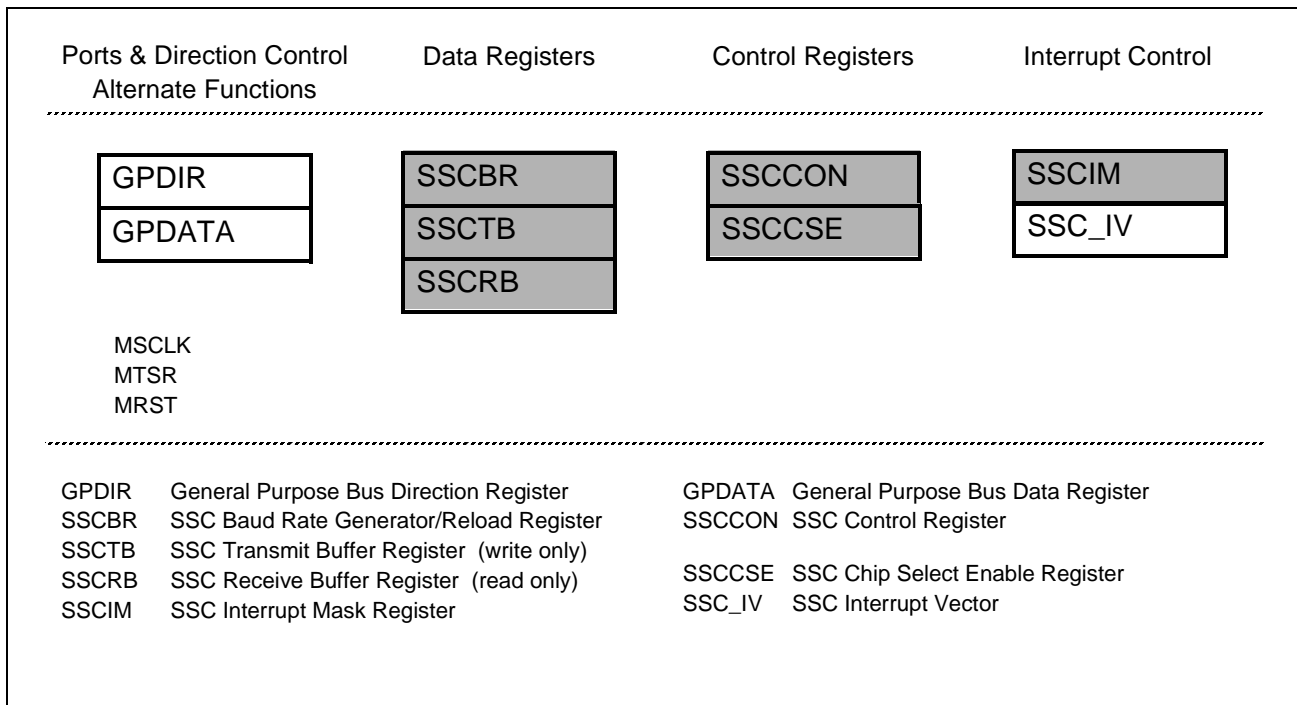 Ports & Direction Control
Alternate Functions
Data Registers
Control Registers
Interrupt Control
GPDIR
GPDATA
SSCBR
SSCTB
SSCRB
SSCCON
SSCCSE
SSCIM
SSC_IV
MSCLK
MTSR
MRST
GPDIR General Purpose Bus Direction Register
SSCBR SSC Baud Rate Generator/Reload Register
SSCTB SSC Transmit Buffer Register (write only)
SSCRB SSC Receive Buffer Register (read only)
SSCIM SSC Interrupt Mask Register
GPDATA General Purpose Bus Data Register
SSCCON SSC Control Register
SSCCSE SSC Chip Select Enable Register
SSC_IV SSC Interrupt Vector